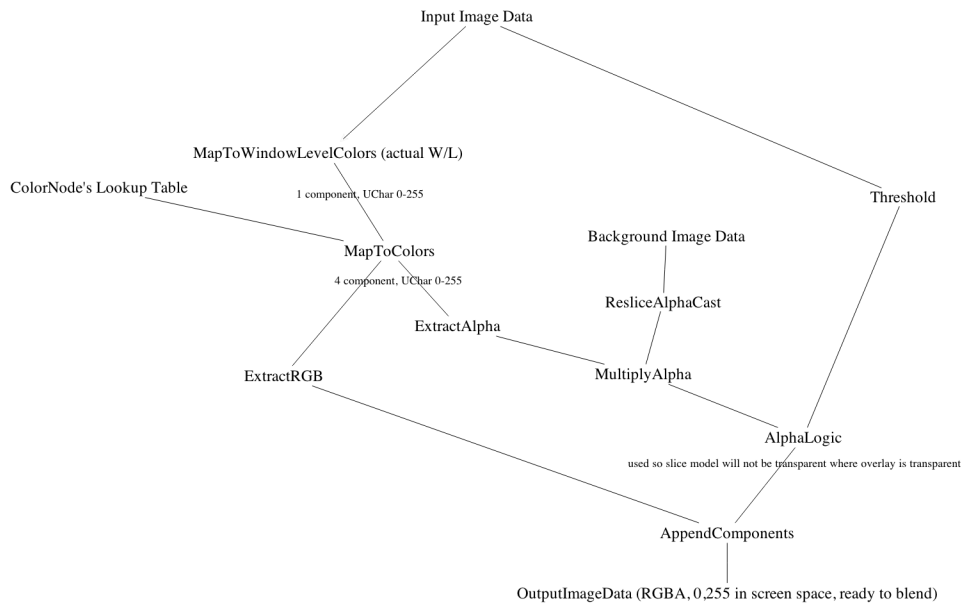 Input Image Data
MapToWindowLevelColors (actual W/L)
ColorNode's Lookup Table
1 component, UChar 0-255
Threshold
Background Image Data
MapToColors
4 component, UChar 0-255
ResliceAlphaCast
ExtractAlpha
ExtractRGB
MultiplyAlpha
AlphaLogic
used so slice model will not be transparent where overlay is transparent
AppendComponents
OutputImageData (RGBA, 0,255 in screen space, ready to blend)